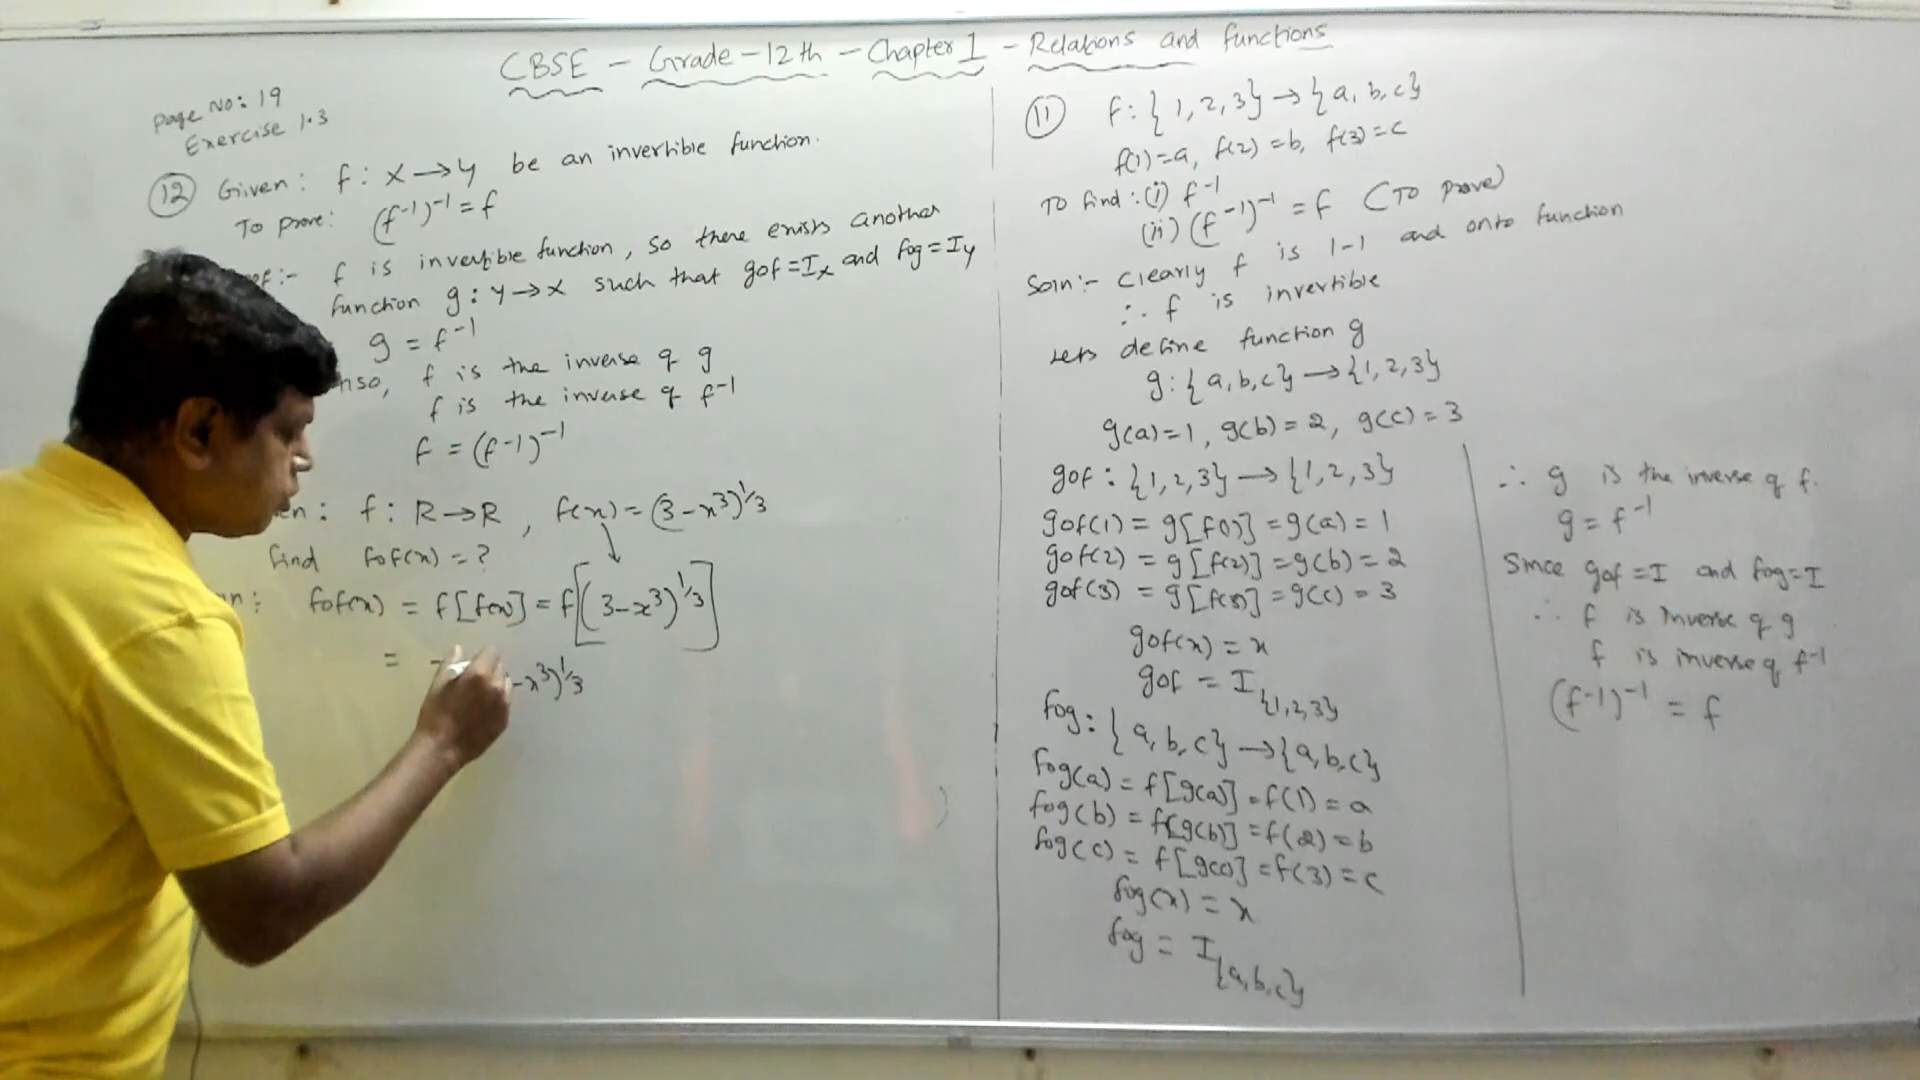 CBSE - Grade-12th - Chapter 1 - Relations and functions
Page No: 19
Exercise 1.3
(12) Given: f: X→Y be an invertible function.
To prove: (f⁻¹)⁻¹ = f
f is invertible function, so there exists another
function g: Y→X such that gof = Iₓ and fog = Iy
g = f⁻¹
f is the inverse of g
f is the inverse of f⁻¹
f = (f⁻¹)⁻¹
f: R→R, f(x) = (3-x³)^1/3
find fof(x) = ?
fof(x) = f[f(x)] = f[(3-x³)^1/3]
=
-x³)^1/3
(11) f: {1,2,3} → {a,b,c}
f(1)=a, f(2)=b, f(3)=c
To find: (i) f⁻¹
(ii) (f⁻¹)⁻¹ = f (To prove)
Soln:- Clearly f is 1-1 and onto function
∴ f is invertible
Lets define function g
g: {a,b,c} → {1,2,3}
g(a)=1, g(b)=2, g(c)=3
gof: {1,2,3} → {1,2,3}
gof(1) = g[f(1)] = g(a) = 1
gof(2) = g[f(2)] = g(b) = 2
gof(3) = g[f(3)] = g(c) = 3
gof(x) = x
gof = I{1,2,3}
fog: {a,b,c} → {a,b,c}
fog(a) = f[g(a)] = f(1) = a
fog(b) = f[g(b)] = f(2) = b
fog(c) = f[g(c)] = f(3) = c
fog(x) = x
fog = I{a,b,c}
∴ g is the inverse of f.
g = f⁻¹
Since gof = I and fog = I
∴ f is inverse of g
f is inverse of f⁻¹
(f⁻¹)⁻¹ = f